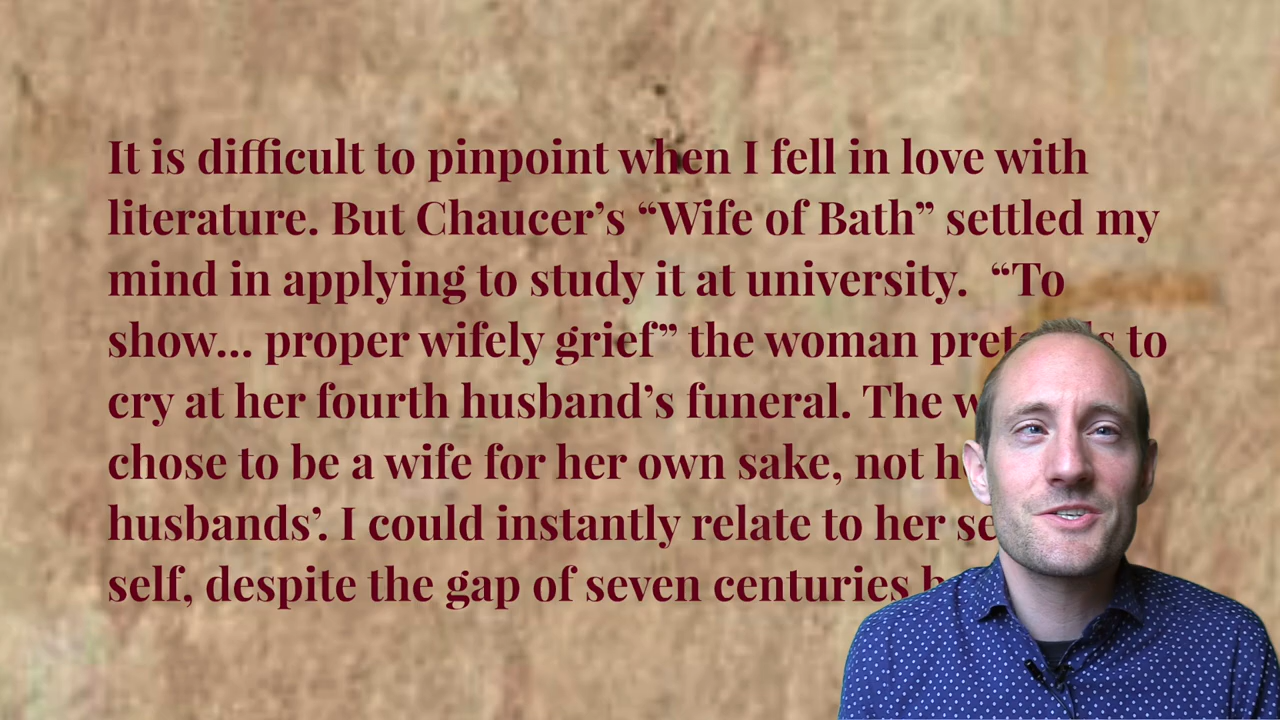 It is difficult to pinpoint when I fell in love with
literature. But Chaucer’s “Wife of Bath” settled my
mind in applying to study it at university.  “To
show... proper wifely grief” the woman to
cry at her fourth husband’s funeral. The
chose to be a wife for her own sake, not
husbands’. I could instantly relate to her
self, despite the gap of seven centuries